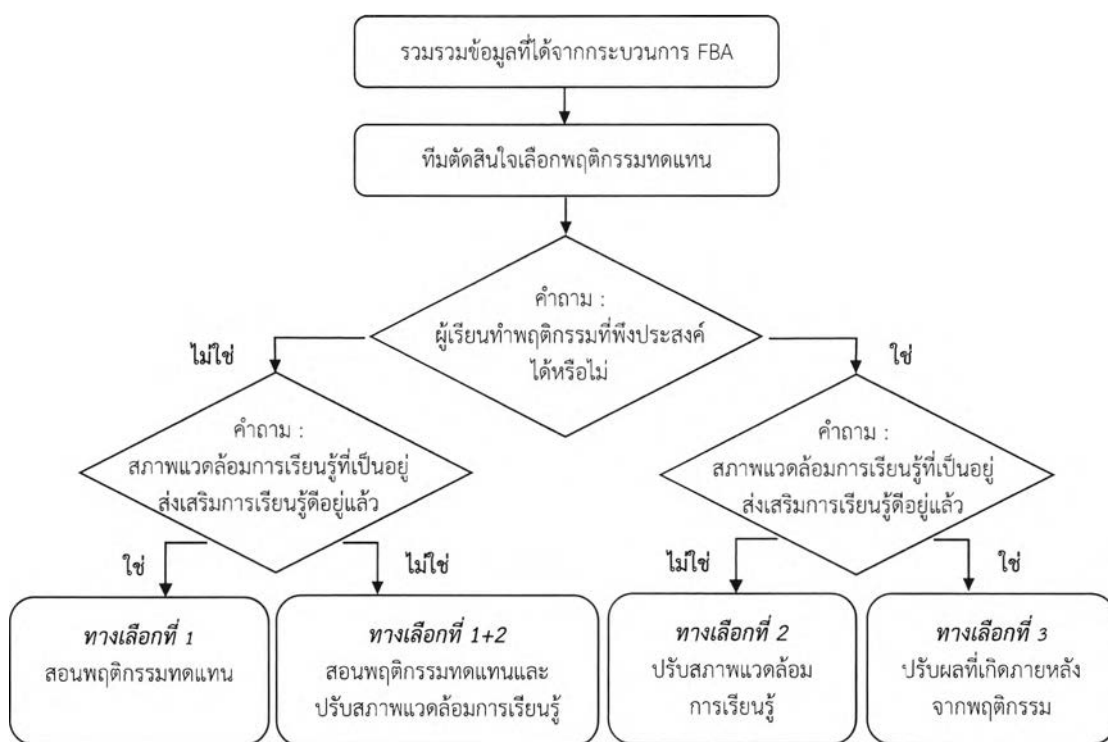 รวมรวมข้อมูลที่ได้จากกระบวนการ FBA
ทีมตัดสินใจเลือกพฤติกรรมทดแทน
คำถาม :
ผู้เรียนทำพฤติกรรมที่พึงประสงค์
ได้หรือไม่
ไม่ใช่
ใช่
คำถาม :
สภาพแวดล้อมการเรียนรู้ที่เป็นอยู่
ส่งเสริมการเรียนรู้ดีอยู่แล้ว
คำถาม :
สภาพแวดล้อมการเรียนรู้ที่เป็นอยู่
ส่งเสริมการเรียนรู้ดีอยู่แล้ว
ใช่
ไม่ใช่
ไม่ใช่
ใช่
ทางเลือกที่ 1
สอนพฤติกรรมทดแทน
ทางเลือกที่ 1+2
สอนพฤติกรรมทดแทนและ
ปรับสภาพแวดล้อมการเรียนรู้
ทางเลือกที่ 2
ปรับสภาพแวดล้อม
การเรียนรู้
ทางเลือกที่ 3
ปรับผลที่เกิดภายหลัง
จากพฤติกรรม